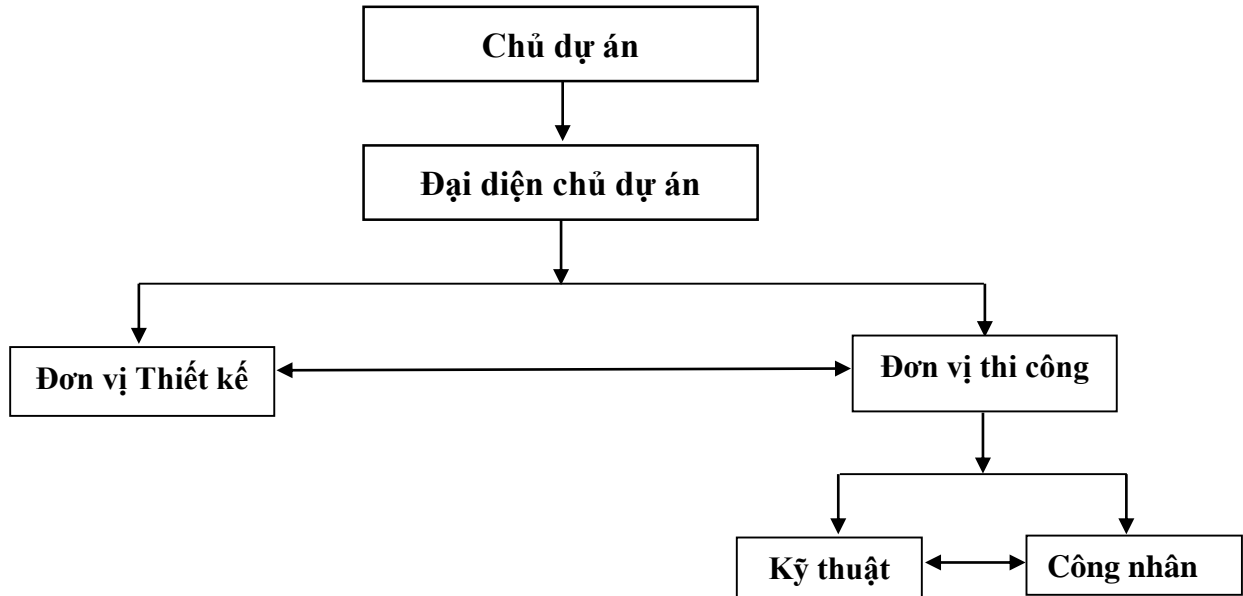 Chủ dự án
Đại diện chủ dự án
Đơn vị Thiết kế
Đơn vị thi công
Kỹ thuật
Công nhân